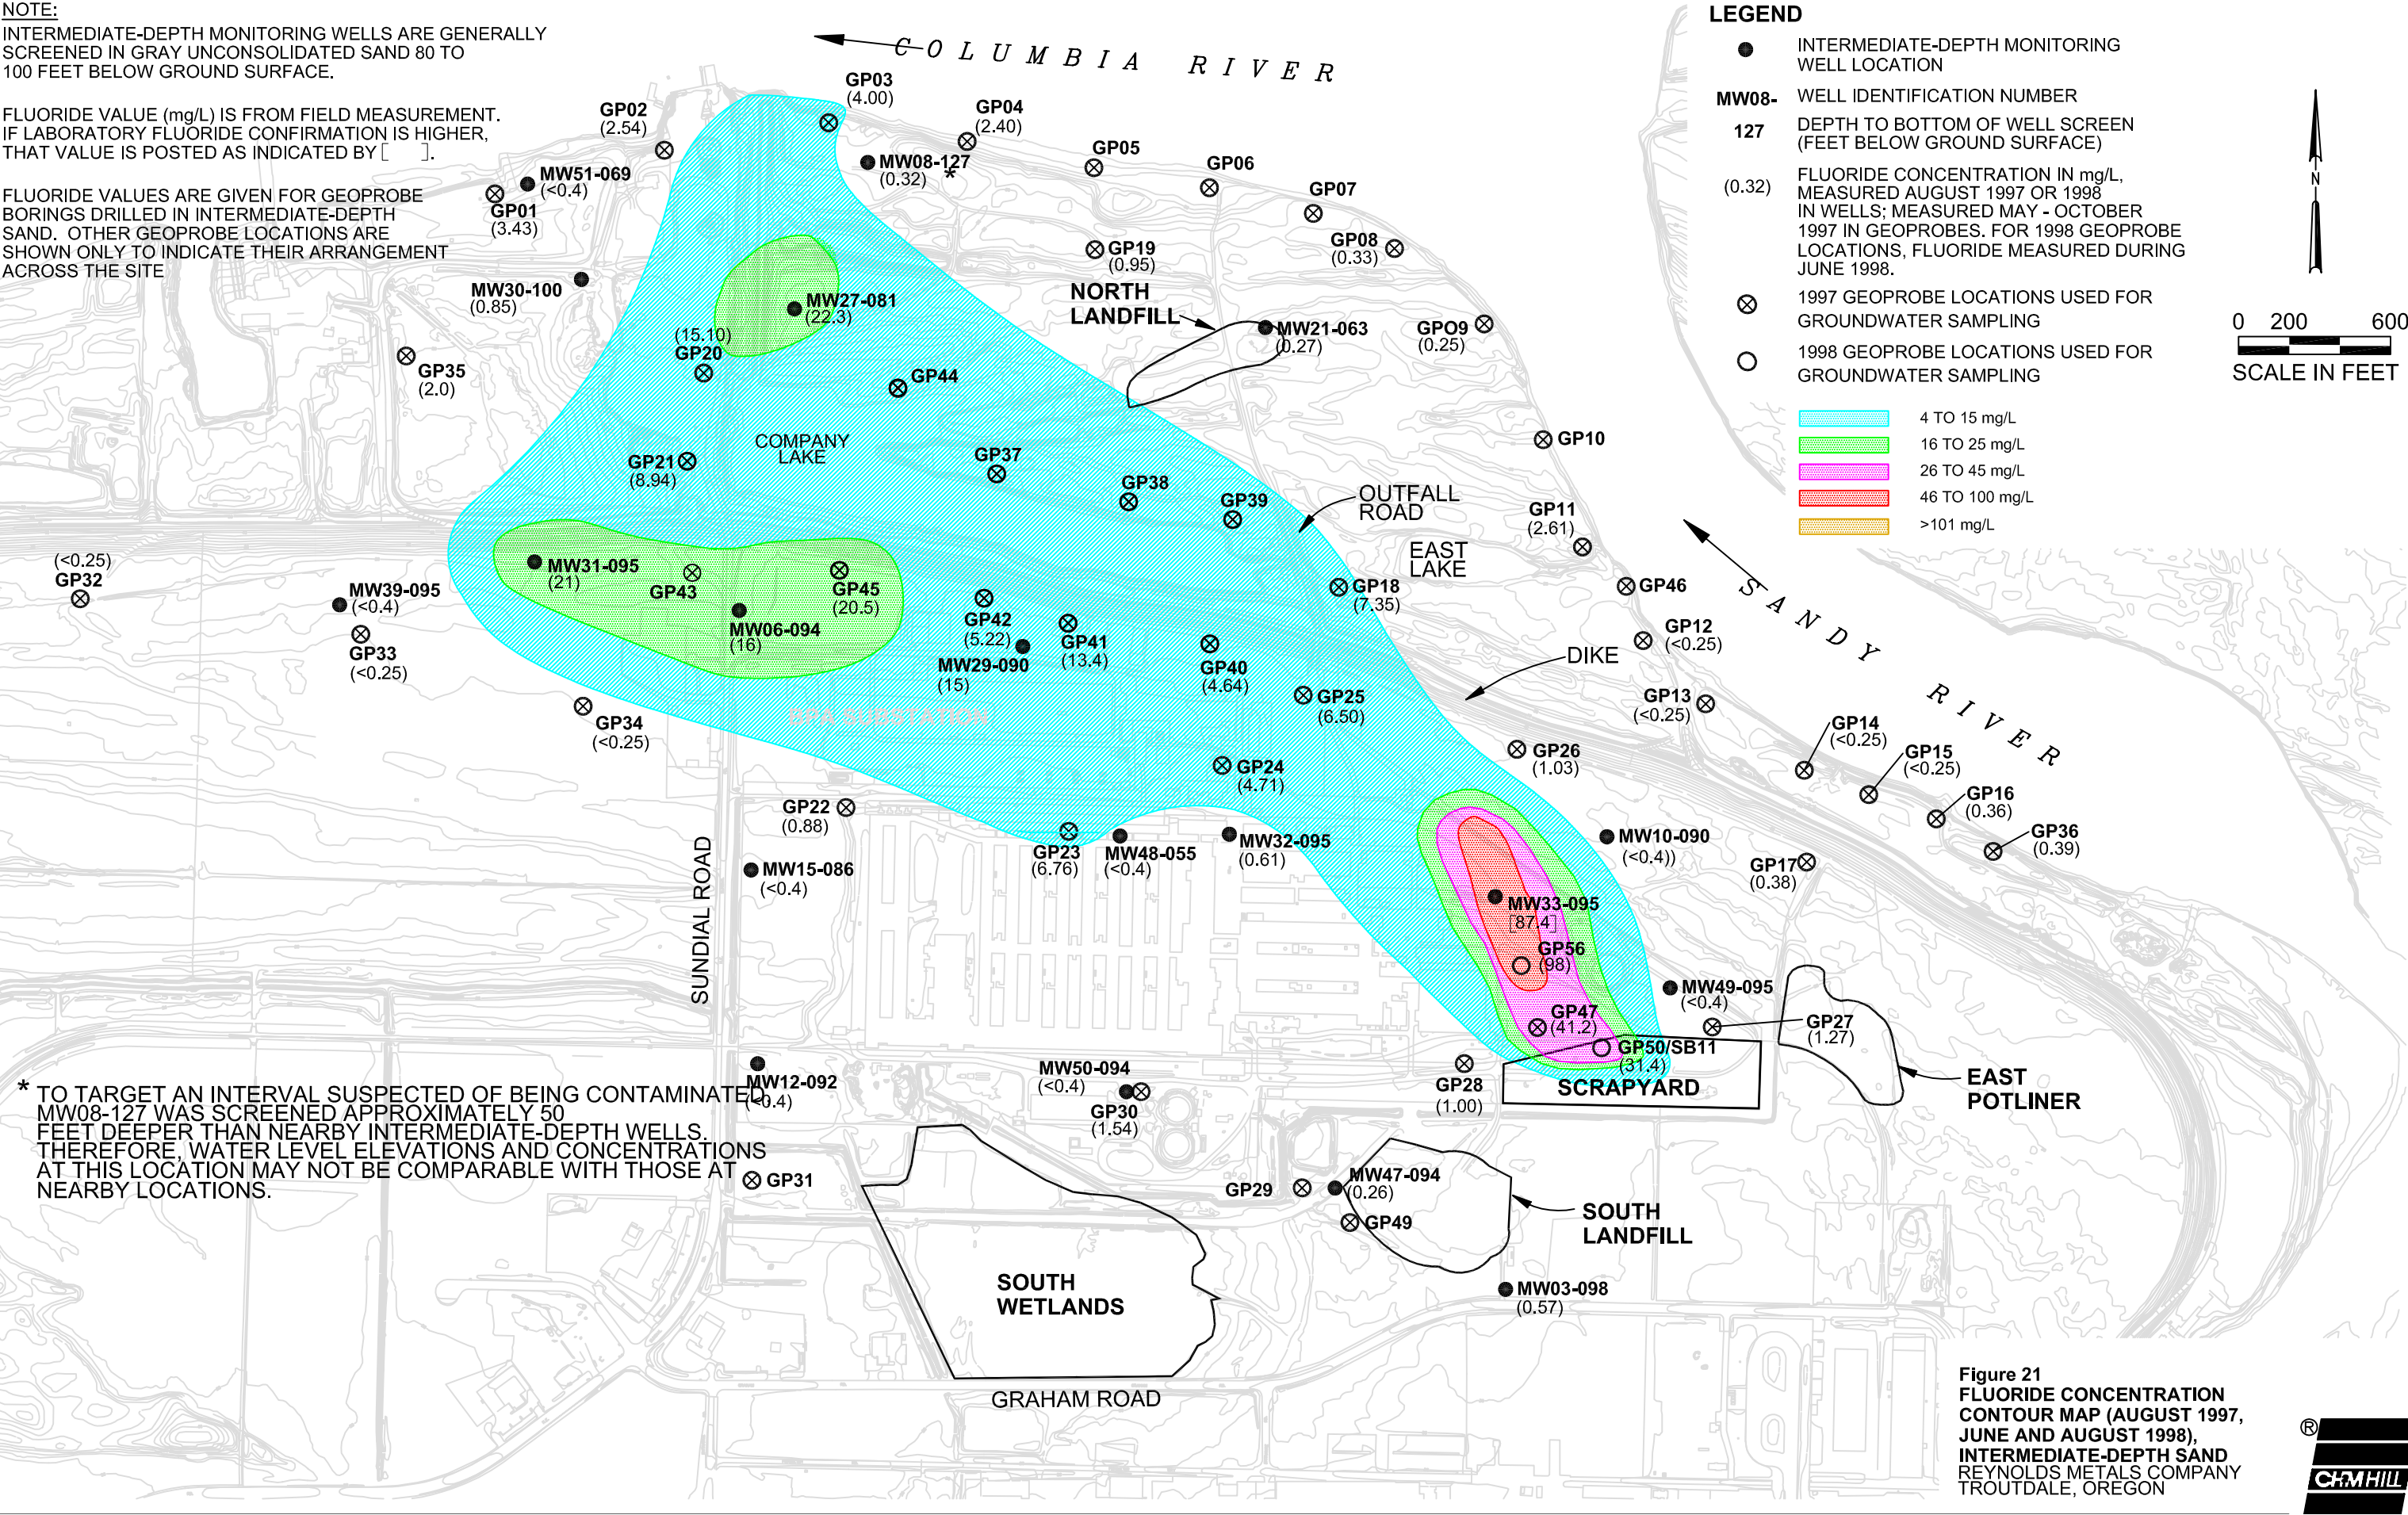 NOTE:
INTERMEDIATE-DEPTH MONITORING WELLS ARE GENERALLY
SCREENED IN GRAY UNCONSOLIDATED SAND 80 TO
100 FEET BELOW GROUND SURFACE.
FLUORIDE VALUE (mg/L) IS FROM FIELD MEASUREMENT.
IF LABORATORY FLUORIDE CONFIRMATION IS HIGHER,
THAT VALUE IS POSTED AS INDICATED BY [ ].
FLUORIDE VALUES ARE GIVEN FOR GEOPROBE
BORINGS DRILLED IN INTERMEDIATE-DEPTH
SAND. OTHER GEOPROBE LOCATIONS ARE
SHOWN ONLY TO INDICATE THEIR ARRANGEMENT
ACROSS THE SITE
COLUMBIA RIVER
LEGEND
INTERMEDIATE-DEPTH MONITORING
WELL LOCATION
MW08- WELL IDENTIFICATION NUMBER
127 DEPTH TO BOTTOM OF WELL SCREEN
(FEET BELOW GROUND SURFACE)
(0.32) FLUORIDE CONCENTRATION IN mg/L,
MEASURED AUGUST 1997 OR 1998
IN WELLS; MEASURED MAY - OCTOBER
1997 IN GEOPROBES. FOR 1998 GEOPROBE
LOCATIONS, FLUORIDE MEASURED DURING
JUNE 1998.
1997 GEOPROBE LOCATIONS USED FOR
GROUNDWATER SAMPLING
1998 GEOPROBE LOCATIONS USED FOR
GROUNDWATER SAMPLING
4 TO 15 mg/L
16 TO 25 mg/L
26 TO 45 mg/L
46 TO 100 mg/L
>101 mg/L
N
0 200 600
SCALE IN FEET
GP03
(4.00)
GP02
(2.54)
GP04
(2.40)
GP05
GP06
GP07
MW08-127
(0.32) *
MW51-069
(<0.4)
GP01
(3.43)
GP08
(0.33)
GP19
(0.95)
MW30-100
(0.85)
NORTH
LANDFILL
MW27-081
(22.3)
MW21-063
(0.27)
GPO9
(0.25)
(15.10)
GP20
GP35
(2.0)
GP44
COMPANY
LAKE
GP10
GP21
(8.94)
GP37
GP38
GP39
OUTFALL
ROAD
GP11
(2.61)
EAST
LAKE
(<0.25)
GP32
MW31-095
(21)
GP43
GP45
(20.5)
GP18
(7.35)
GP46
SANDY RIVER
MW39-095
(<0.4)
GP33
(<0.25)
MW06-094
(16)
GP42
(5.22)
GP41
(13.4)
MW29-090
(15)
GP40
(4.64)
DIKE
GP12
(<0.25)
GP34
(<0.25)
BPA SUBSTATION
GP25
(6.50)
GP13
(<0.25)
GP14
(<0.25)
GP24
(4.71)
GP26
(1.03)
GP15
(<0.25)
GP22
(0.88)
GP16
(0.36)
GP23
(6.76)
MW48-055
(<0.4)
MW32-095
(0.61)
MW10-090
(<0.4))
GP36
(0.39)
MW15-086
(<0.4)
GP17
(0.38)
SUNDIAL ROAD
MW33-095
[87.4]
GP56
(98)
MW49-095
(<0.4)
GP47
(41.2)
GP27
(1.27)
GP50/SB11
(31.4)
MW12-092
(<0.4)
MW50-094
(<0.4)
GP30
(1.54)
GP28
(1.00)
SCRAPYARD
EAST
POTLINER
* TO TARGET AN INTERVAL SUSPECTED OF BEING CONTAMINATED
MW08-127 WAS SCREENED APPROXIMATELY 50
FEET DEEPER THAN NEARBY INTERMEDIATE-DEPTH WELLS.
THEREFORE, WATER LEVEL ELEVATIONS AND CONCENTRATIONS
AT THIS LOCATION MAY NOT BE COMPARABLE WITH THOSE AT
NEARBY LOCATIONS.
GP31
GP29
MW47-094
(0.26)
GP49
SOUTH
LANDFILL
SOUTH
WETLANDS
MW03-098
(0.57)
GRAHAM ROAD
Figure 21
FLUORIDE CONCENTRATION
CONTOUR MAP (AUGUST 1997,
JUNE AND AUGUST 1998),
INTERMEDIATE-DEPTH SAND
REYNOLDS METALS COMPANY
TROUTDALE, OREGON
®
CH2MHILL